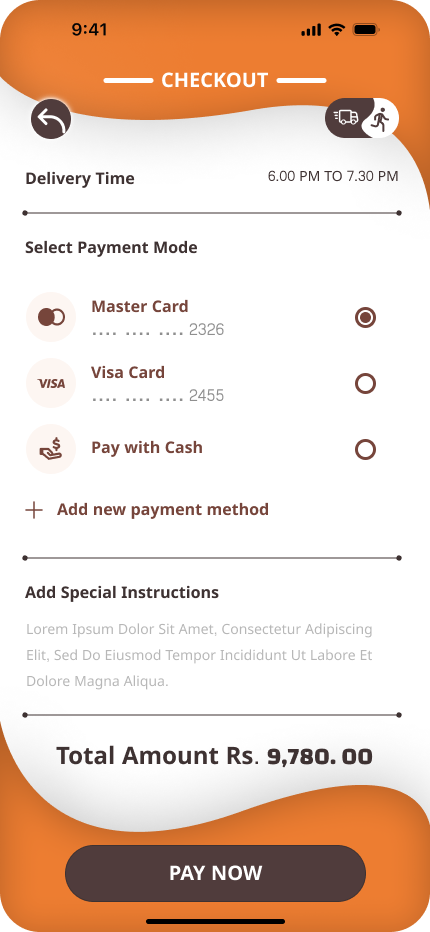 9:41
CHECKOUT
Delivery Time
6.00 PM TO 7.30 PM
Select Payment Mode
Master Card
.... .... .... 2326
VISA
Visa Card
.... .... .... 2455
$
Pay with Cash
Add new payment method
Add Special Instructions
Lorem Ipsum Dolor Sit Amet, Consectetur Adipiscing
Elit, Sed Do Eiusmod Tempor Incididunt Ut Labore Et
Dolore Magna Aliqua.
Total Amount Rs. 9,780.00
PAY NOW